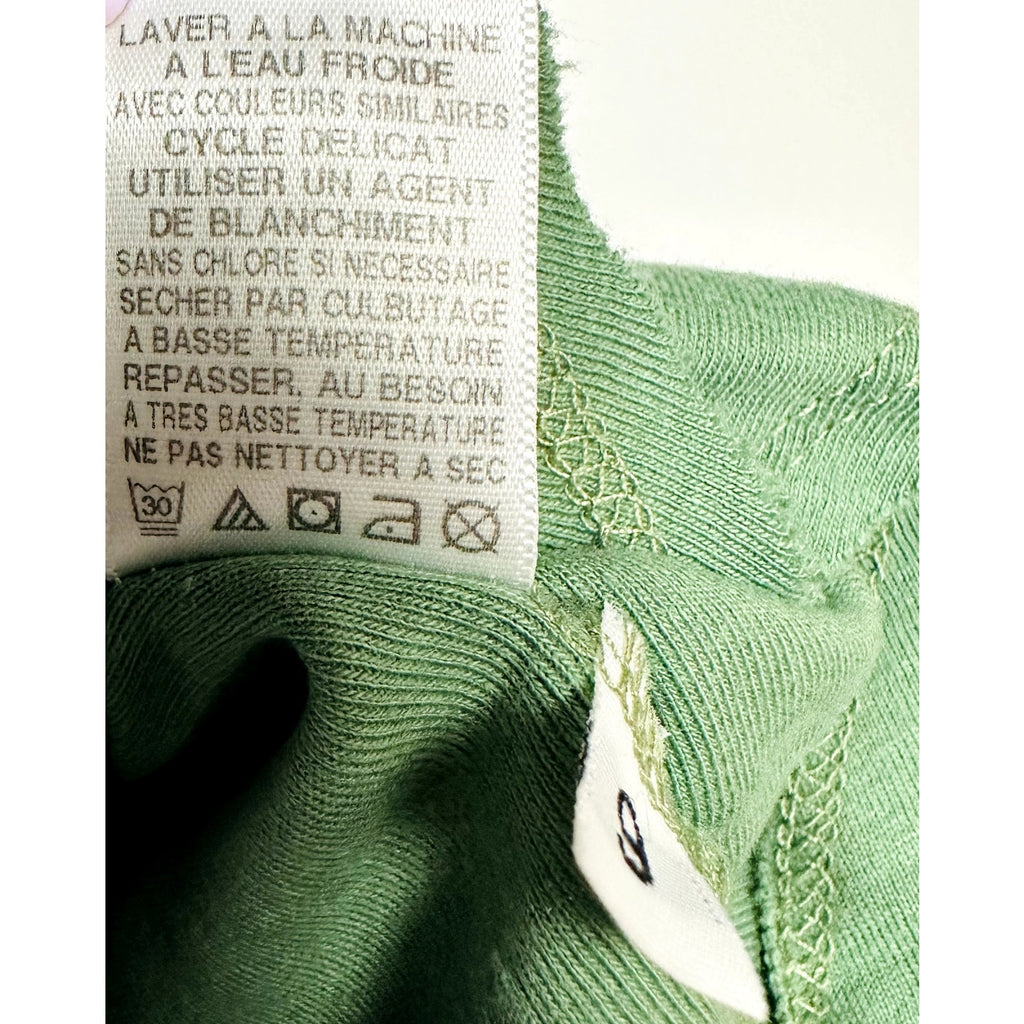 LAVER A LA MACHINE
A L'EAU FROIDE
AVEC COULEURS SIMILAIRES
CYCLE DELICAT
UTILISER UN AGENT
DE BLANCHIMENT
SANS CHLORE SI NECESSAIRE
SECHER PAR CULBUTAGE
A BASSE TEMPERATURE
REPASSER, AU BESOIN
A TRES BASSE TEMPERATURE
NE PAS NETTOYER A SEC
30